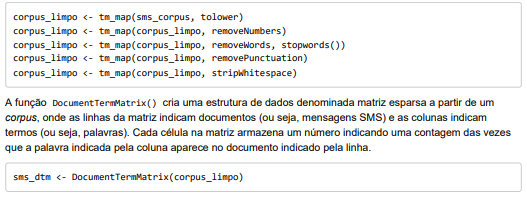 corpus_limpo <- tm_map(sms_corpus, tolower)
corpus_limpo <- tm_map(corpus_limpo, removeNumbers)
corpus_limpo <- tm_map(corpus_limpo, removeWords, stopwords())
corpus_limpo <- tm_map(corpus_limpo, removePunctuation)
corpus_limpo <- tm_map(corpus_limpo, stripWhitespace)
A função DocumentTermMatrix() cria uma estrutura de dados denominada matriz esparsa a partir de um
corpus, onde as linhas da matriz indicam documentos (ou seja, mensagens SMS) e as colunas indicam
termos (ou seja, palavras). Cada célula na matriz armazena um número indicando uma contagem das vezes
que a palavra indicada pela coluna aparece no documento indicado pela linha.
sms_dtm <- DocumentTermMatrix(corpus_limpo)